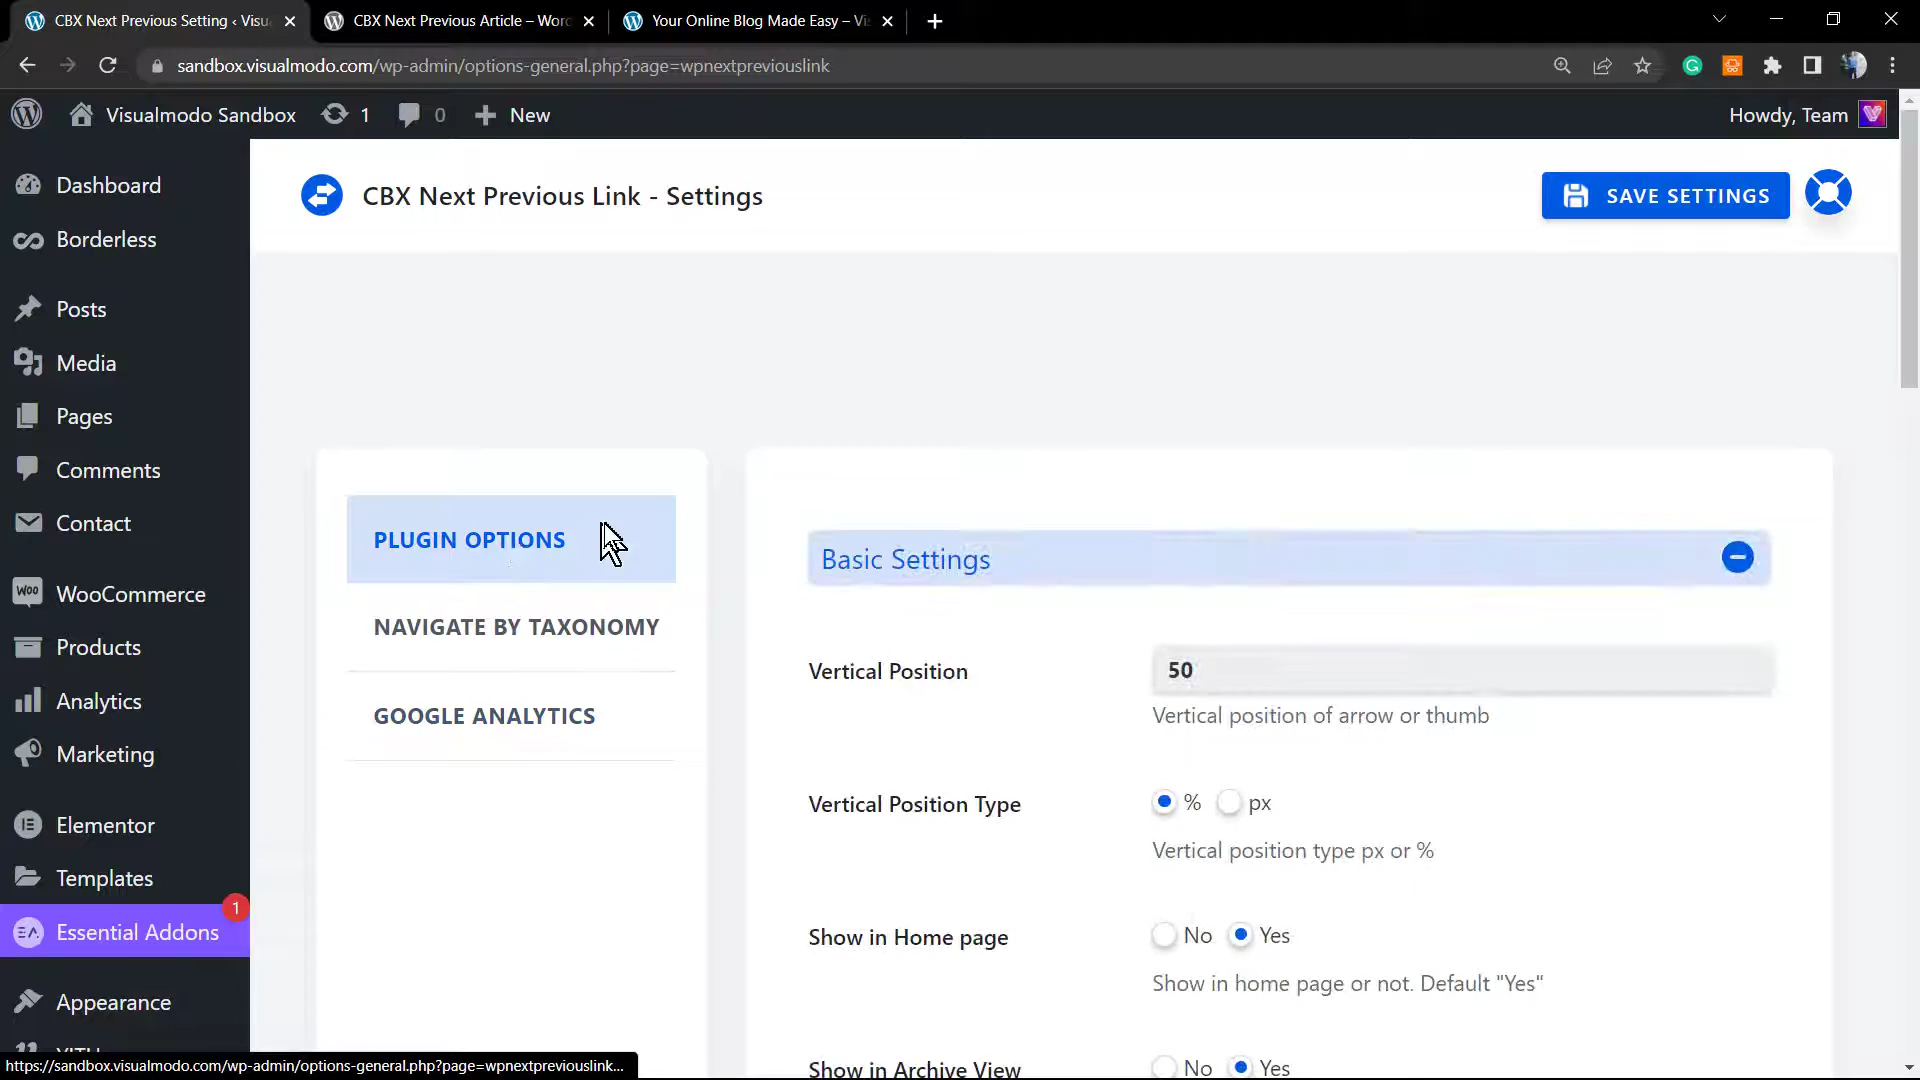 CBX Next Previous Setting ‹ Visu
CBX Next Previous Article – Word
Your Online Blog Made Easy – Vi
sandbox.visualmodo.com/wp-admin/options-general.php?page=wpnextpreviouslink
Visualmodo Sandbox
1
0
New
Howdy, Team
Dashboard
Borderless
Posts
Media
Pages
Comments
Contact
Woo
WooCommerce
Products
Analytics
Marketing
Elementor
Templates
1
EA
Essential Addons
Appearance
CBX Next Previous Link - Settings
SAVE SETTINGS
PLUGIN OPTIONS
NAVIGATE BY TAXONOMY
GOOGLE ANALYTICS
Basic Settings
Vertical Position
50
Vertical position of arrow or thumb
Vertical Position Type
% px
Vertical position type px or %
Show in Home page
No Yes
Show in home page or not. Default "Yes"
Show in Archive View
No Yes
https://sandbox.visualmodo.com/wp-admin/options-general.php?page=wpnextpreviouslink...